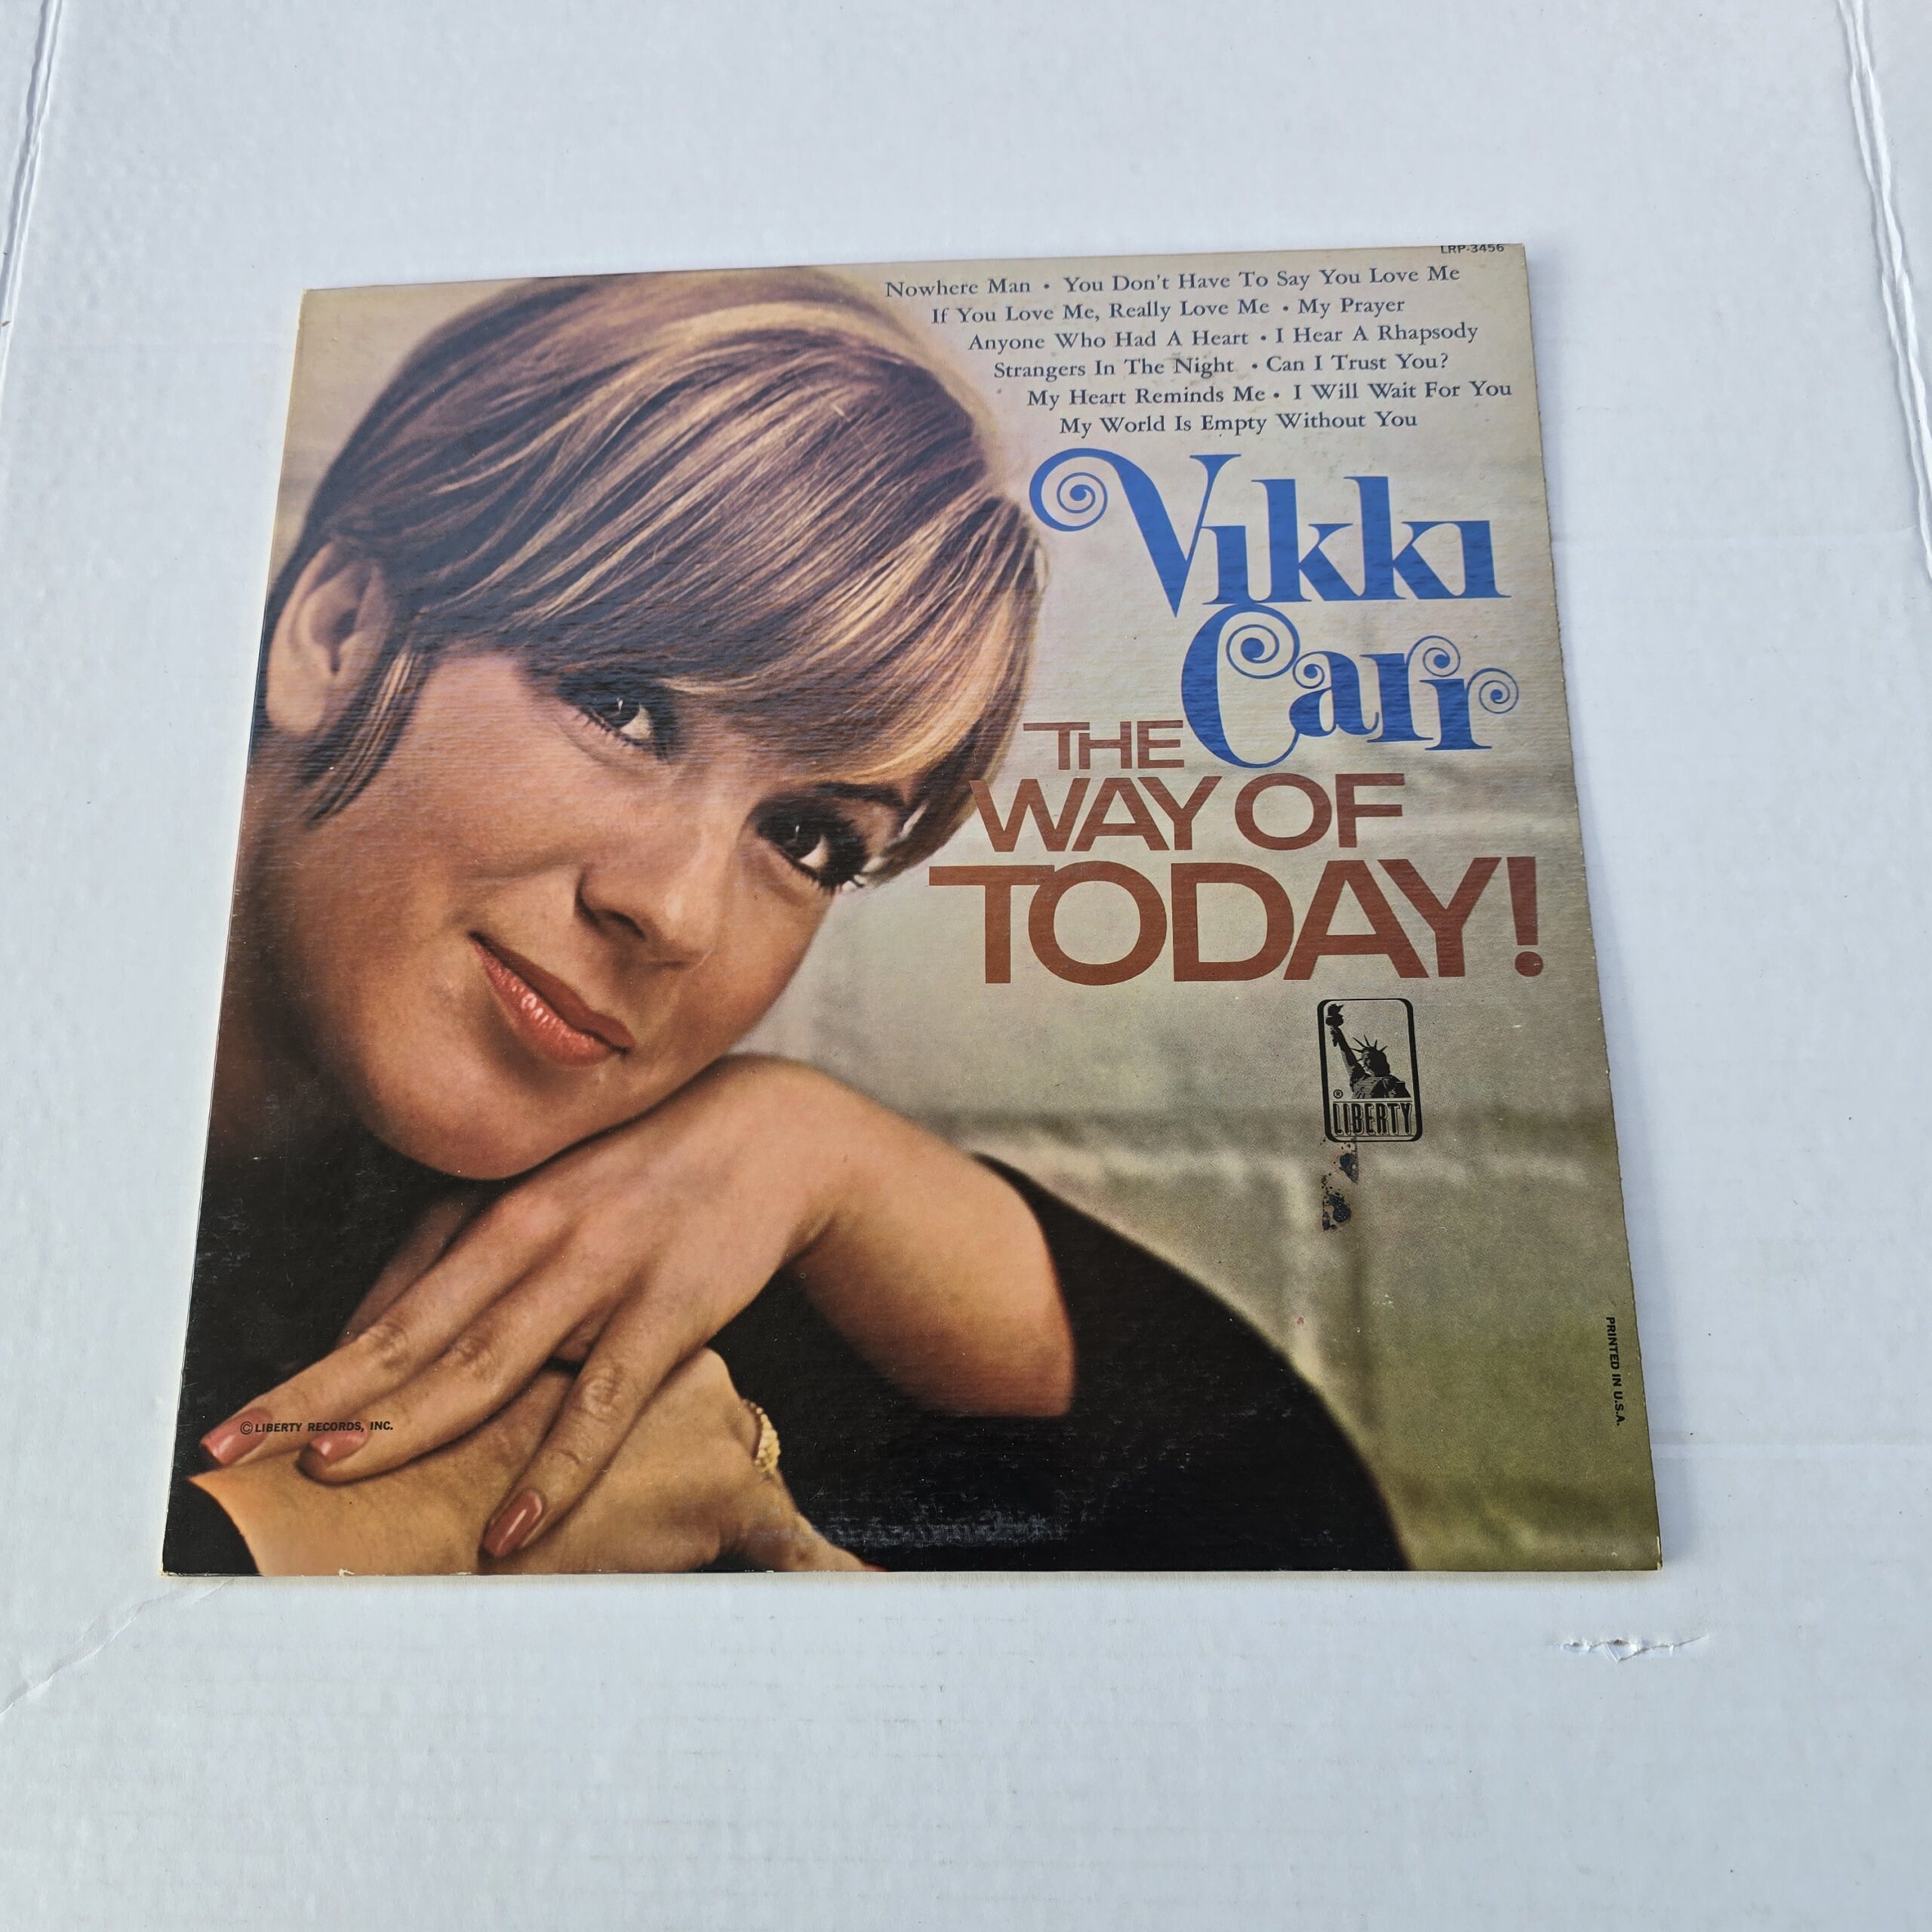 LRP-3456
Nowhere Man • You Don't Have To Say You Love Me
If You Love Me, Really Love Me • My Prayer
Anyone Who Had A Heart • I Hear A Rhapsody
Strangers In The Night • Can I Trust You?
My Heart Reminds Me • I Will Wait For You
My World Is Empty Without You
Vikki
Carr
THE
WAY OF
TODAY!
® LIBERTY
PRINTED IN U.S.A.
© LIBERTY RECORDS, INC.